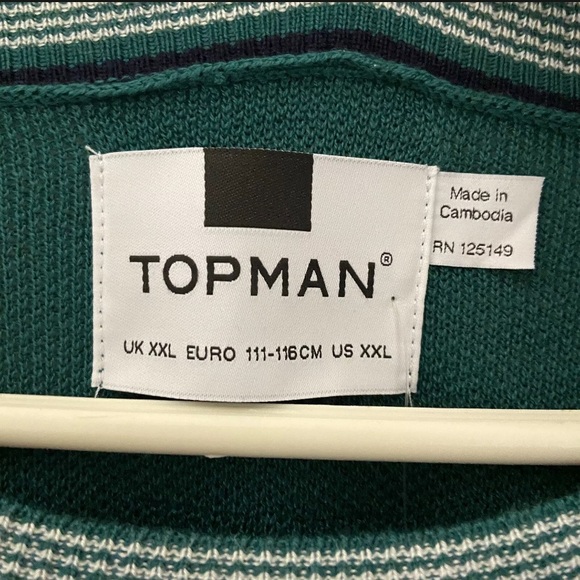 TOPMAN®
UK XXL EURO 111-116CM US XXL
Made in
Cambodia
RN 125149